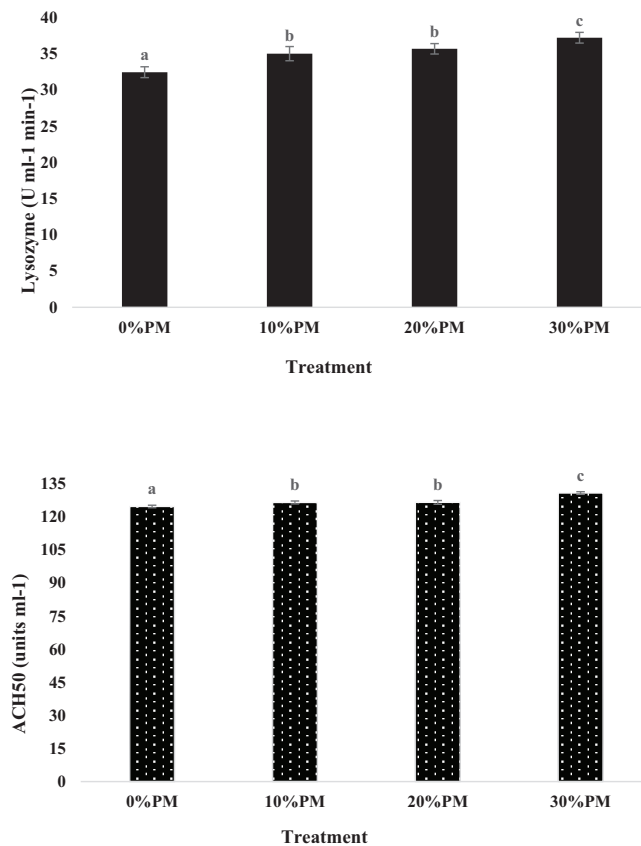 40
35
30
25
20
15
10
5
0
Lysozyme (U ml-1 min-1)
a
b
b
c
0%PM
10%PM
20%PM
30%PM
Treatment
135
120
105
90
75
60
45
30
15
0
ACH50 (units ml-1)
a
b
b
c
0%PM
10%PM
20%PM
30%PM
Treatment